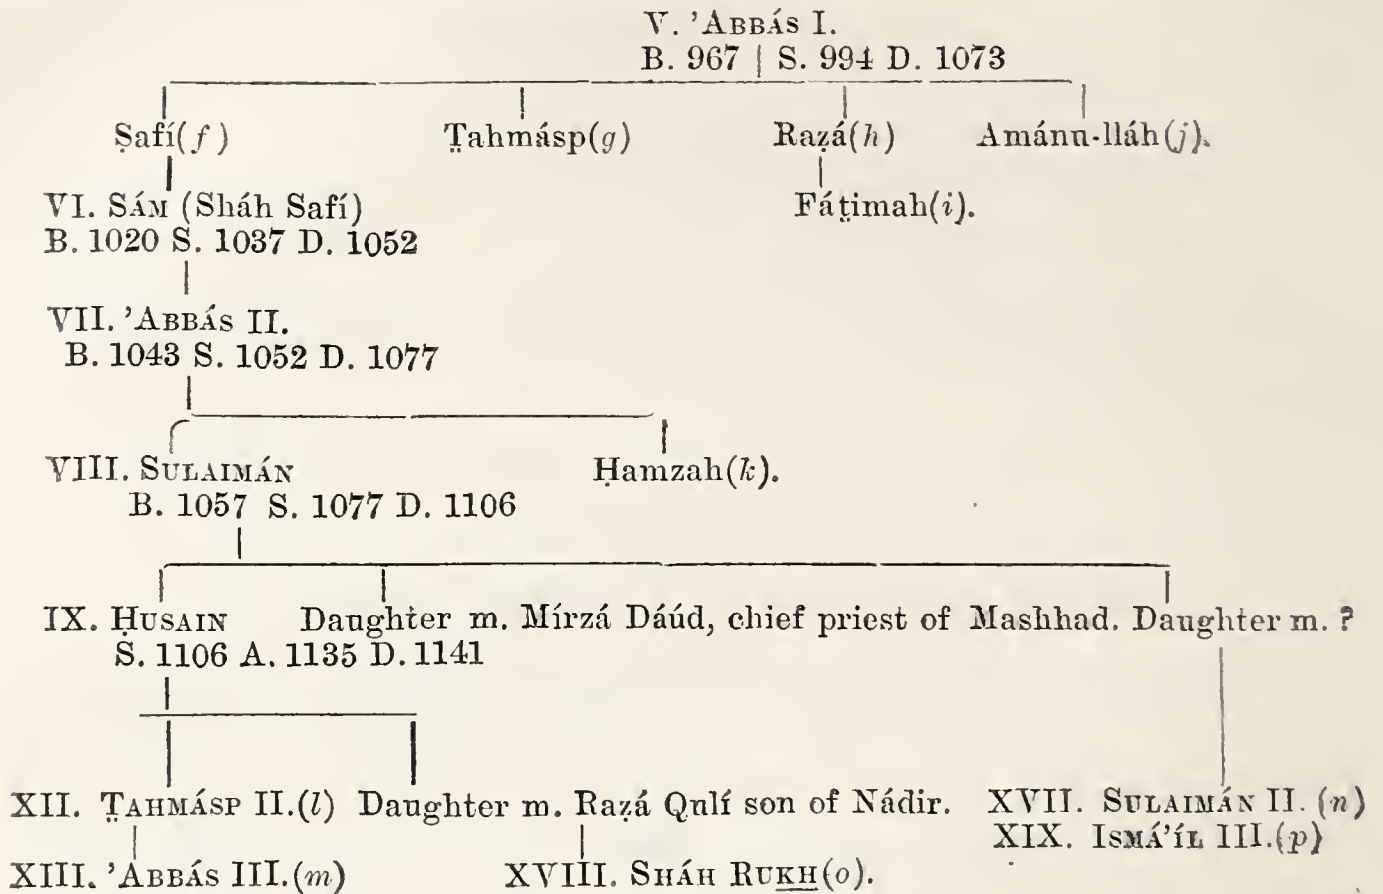 V. ’Abbás I.
B. 967 | S. 994 D. 1073
Ṣafí(f) Ṭahmásp(g) Raẓá(h) Amánu-lláh(j).
VI. Sám (Sháh Safí) Fáṭimah(i).
B. 1020 S. 1037 D. 1052
VII. ’Abbás II.
B. 1043 S. 1052 D. 1077
VIII. Sulaimán Ḥamzah(k).
B. 1057 S. 1077 D. 1106
IX. Ḥusain Daughter m. Mírzá Dáúd, chief priest of Mashhad. Daughter m. ?
S. 1106 A. 1135 D. 1141
XII. Ṭahmásp II.(l) Daughter m. Raẓá Qulí son of Nádir. XVII. Sulaimán II. (n)
XIX. Ismá’íl III.(p)
XIII. ’Abbás III.(m) XVIII. Sháh Rukh(o).